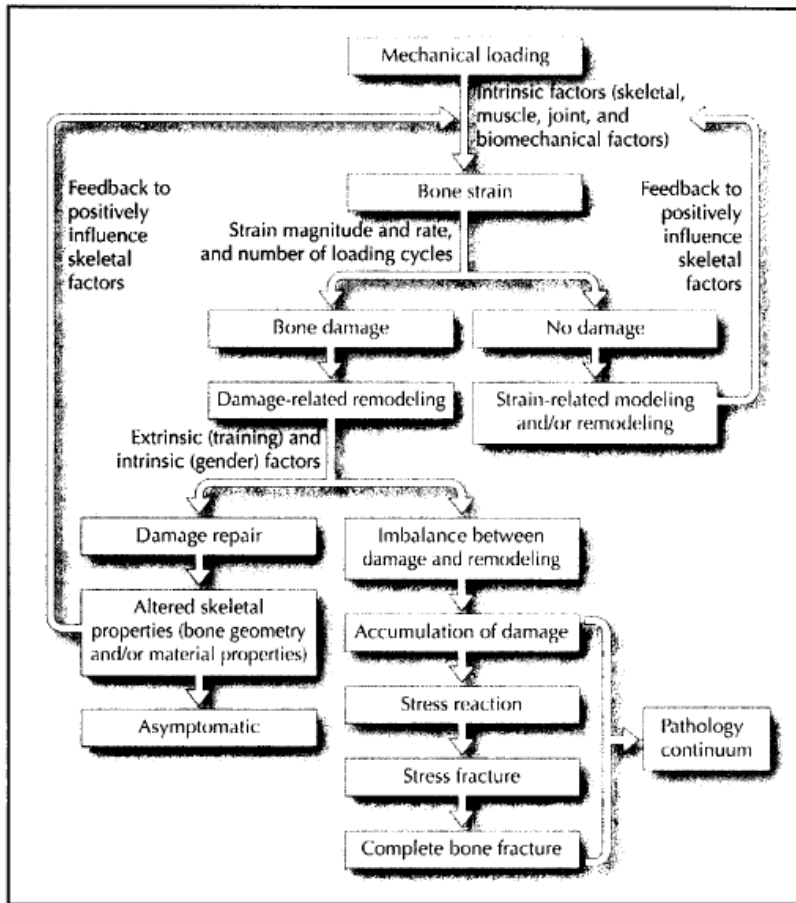 Mechanical loading
Intrinsic factors (skeletal,
muscle, joint, and
biomechanical factors)
Feedback to
positively
influence
skeletal
factors
Bone strain
Feedback to
positively
influence
skeletal
factors
Strain magnitude and rate,
and number of loading cycles
Bone damage
No damage
Damage-related remodeling
Strain-related modeling
and/or remodeling
Extrinsic (training) and
intrinsic (gender) factors
Damage repair
Imbalance between
damage and remodeling
Altered skeletal
properties (bone geometry
and/or material properties)
Accumulation of damage
Asymptomatic
Stress reaction
Pathology
continuum
Stress fracture
Complete bone fracture